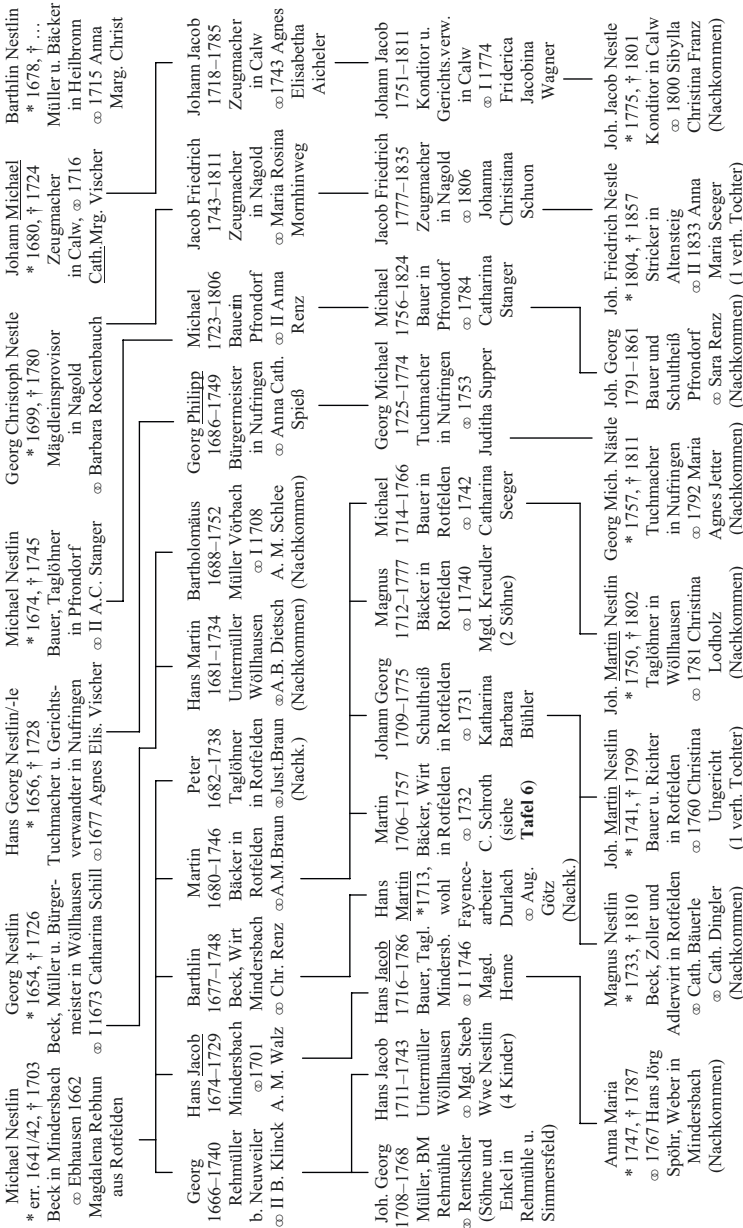 Michael Nestlin
* err. 1641/42, † 1703
Beck in Mindersbach
⚭ Ebhausen 1662
Magdalena Rebhun
aus Rotfelden
Georg Nestlin
* 1654, † 1726
Beck, Müller u. Bürger-
meister in Wöllhausen
⚭ I 1673 Catharina Schill
Hans Georg Nestlin/-le
* 1656, † 1728
Tuchmacher u. Gerichts-
verwandter in Nufringen
⚭ 1677 Agnes Elis. Vischer
Michael Nestlin
* 1674, † 1745
Bauer, Taglöhner
in Pfrondorf
⚭ II A.C. Stanger
Georg Christoph Nestle
* 1699, † 1780
Mägdleinsprovisor
in Nagold
⚭ Barbara Rockenbauch
Johann Michael
* 1680, † 1724
Zeugmacher
in Calw, ⚭ 1716
Cath.Mrg. Vischer
Barthlin Nestlin
* 1678, † ...
Müller u. Bäcker
in Heilbronn
⚭ 1715 Anna
Marg. Christ
Georg
1666–1740
Rehmüller
b. Neuweiler
⚭ II B. Klinck
Hans Jacob
1674–1729
Mindersbach
⚭1701
A. M. Walz
Barthlin
1677–1748
Beck, Wirt
Mindersbach
⚭ Chr. Renz
Martin
1680–1746
Bäcker in
Rotfelden
⚭A.M.Braun
Peter
1682–1738
Taglöhner
in Rotfelden
⚭Just.Braun
(Nachk.)
Hans Martin
1681–1734
Untermüller
Wöllhausen
⚭A.B. Dietsch
(Nachkommen)
Bartholomäus
1688–1752
Müller Vörbach
⚭ I 1708
A.M. Schlee
(Nachkommen)
Georg Philipp
1686–1749
Bürgermeister
in Nufringen
⚭ Anna Cath.
Spieß
Michael
1723–1806
Bauer in
Pfrondorf
⚭ II Anna
Renz
Jacob Friedrich
1743–1811
Zeugmacher
in Nagold
⚭ Maria Rosina
Mornhinweg
Johann Jacob
1718–1785
Zeugmacher
in Calw
⚭1743 Agnes
Elisabetha
Aicheler
Joh. Georg
1708–1768
Müller, BM
Rehmühle
⚭ Rentschler
(Söhne und
Enkel in
Rehmühle u.
Simmersfeld)
Hans Jacob
1711–1743
Untermüller
Wöllhausen
⚭ Mgd. Steeb
Wwe Nestlin
(4 Kinder)
Hans Jacob
1716–1786
Bauer, Tagl.
Mindersb.
⚭ I 1746
Magd.
Henne
Hans
Martin
*1713,
wohl
Fayence-
arbeiter
Durlach
⚭ Aug.
Götz
(Nachk.)
Martin
1706–1757
Bäcker, Wirt
in Rotfelden
⚭ 1732
C. Schroth
(siehe
Tafel 6)
Johann Georg
1709–1775
Schultheiß
in Rotfelden
⚭ 1731
Katharina
Barbara
Bühler
Magnus
1712–1777
Bäcker in
Rotfelden
⚭ I 1740
Mgd. Kreudler
(2 Söhne)
Michael
1714–1766
Bauer in
Rotfelden
⚭ 1742
Catharina
Seeger
Georg Michael
1725–1774
Tuchmacher
in Nufringen
⚭ 1753
Juditha Supper
Michael
1756–1824
Bauer in
Pfrondorf
⚭ 1784
Catharina
Stanger
Jacob Friedrich
1777–1835
Zeugmacher
in Nagold
⚭ 1806
Johanna
Christiana
Schuon
Johann Jacob
1751–1811
Konditor u.
Gerichts.verw.
in Calw
⚭ I 1774
Friderica
Jacobina
Wagner
Anna Maria
* 1747, † 1787
⚭ 1767 Hans Jörg
Spöhr, Weber in
Mindersbach
(Nachkommen)
Magnus Nestlin
* 1733, † 1810
Beck, Zoller und
Adlerwirt in Rotfelden
⚭ Cath. Bäuerle
⚭ Cath. Dingler
(Nachkommen)
Joh. Martin Nestlin
* 1741, † 1799
Bauer u. Richter
in Rotfelden
⚭ 1760 Christina
Ungericht
(1 verh. Tochter)
Joh. Martin Nestlin
* 1750, † 1802
Taglöhner in
Wöllhausen
⚭ 1781 Christina
Lodholz
(Nachkommen)
Georg Mich. Nästle
* 1757, † 1811
Tuchmacher
in Nufringen
⚭ 1792 Maria
Agnes Jetter
(Nachkommen)
Joh. Georg
1791–1861
Bauer und
Schultheiß
Pfrondorf
⚭ Sara Renz
(Nachkommen)
Joh. Friedrich Nestle
* 1804, † 1857
Stricker in
Altensteig
⚭ II 1833 Anna
Maria Seeger
(1 verh. Tochter)
Joh. Jacob Nestle
* 1775, † 1801
Konditor in Calw
⚭ 1800 Sibylla
Christina Franz
(Nachkommen)